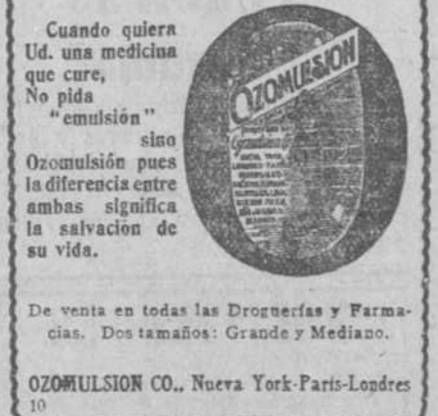 Cuando quiera
Ud. una medicina
que cure,
No pida
"emulsión"
sino
Ozomulsión pues
la diferencia entre
ambas significa
la salvación de
su vida.
OZOMULSION
De venta en todas las Droguerías y Farma-
cias. Dos tamaños: Grande y Mediano.
OZOMULSION CO., Nueva York-París-Londres
10